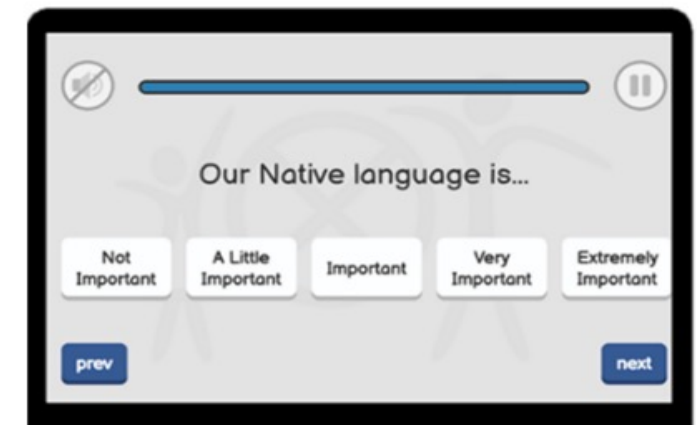 Our Native language is...
Not
Important
A Little
Important
Important
Very
Important
Extremely
Important
prev
next